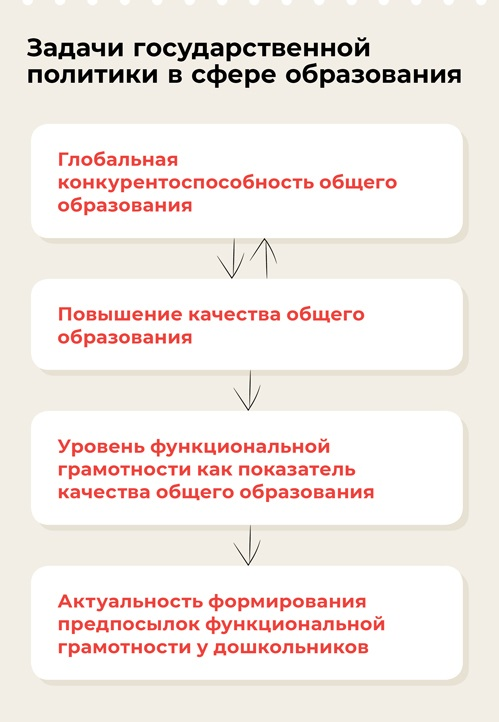 Задачи государственной
политики в сфере образования
Глобальная
конкурентоспособность общего
образования
Повышение качества общего
образования
Уровень функциональной
грамотности как показатель
качества общего образования
Актуальность формирования
предпосылок функциональной
грамотности у дошкольников